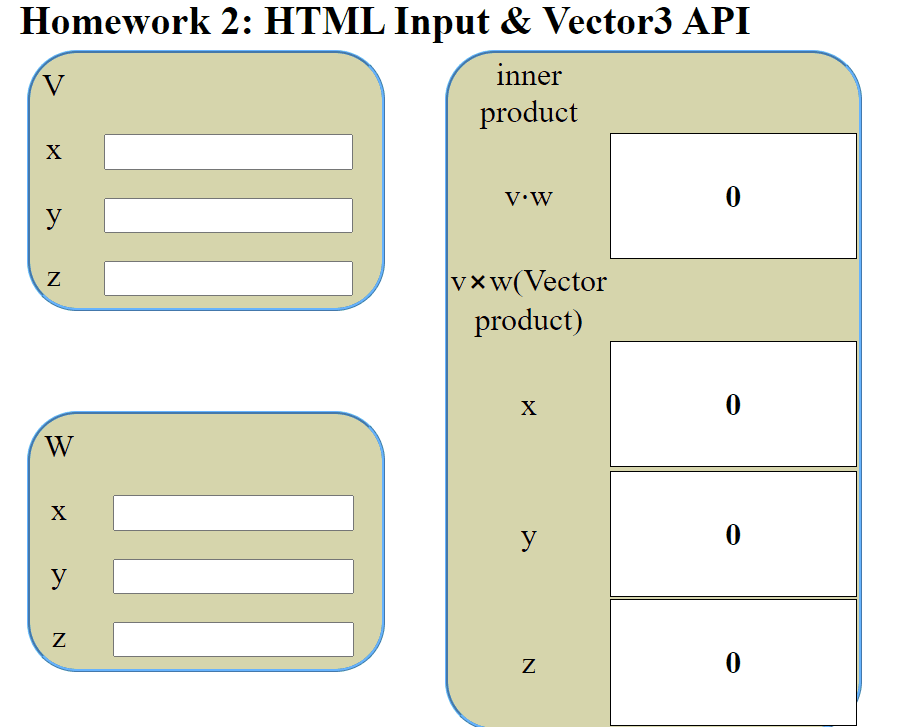 Homework 2: HTML Input & Vector3 API
V
x
y
z
W
x
y
z
inner
product
v·w
0
v×w(Vector
product)
x
0
y
0
z
0